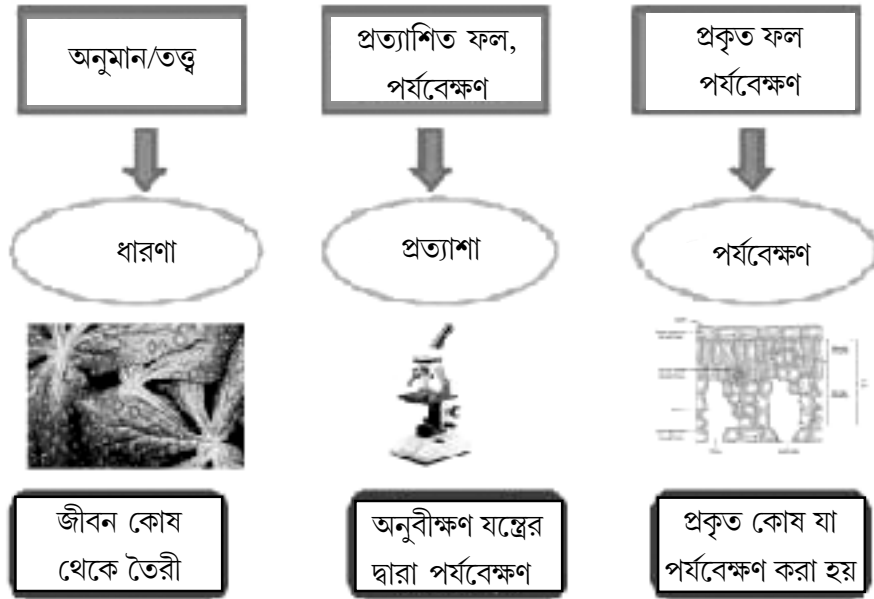 অনুমান/তত্ত্ব
প্রত্যাশিত ফল,
পর্যবেক্ষণ
প্রকৃত ফল
পর্যবেক্ষণ
ধারণা
প্রত্যাশা
পর্যবেক্ষণ
জীবন কোষ
থেকে তৈরী
অনুবীক্ষণ যন্ত্রের
দ্বারা পর্যবেক্ষণ
প্রকৃত কোষ যা
পর্যবেক্ষণ করা হয়